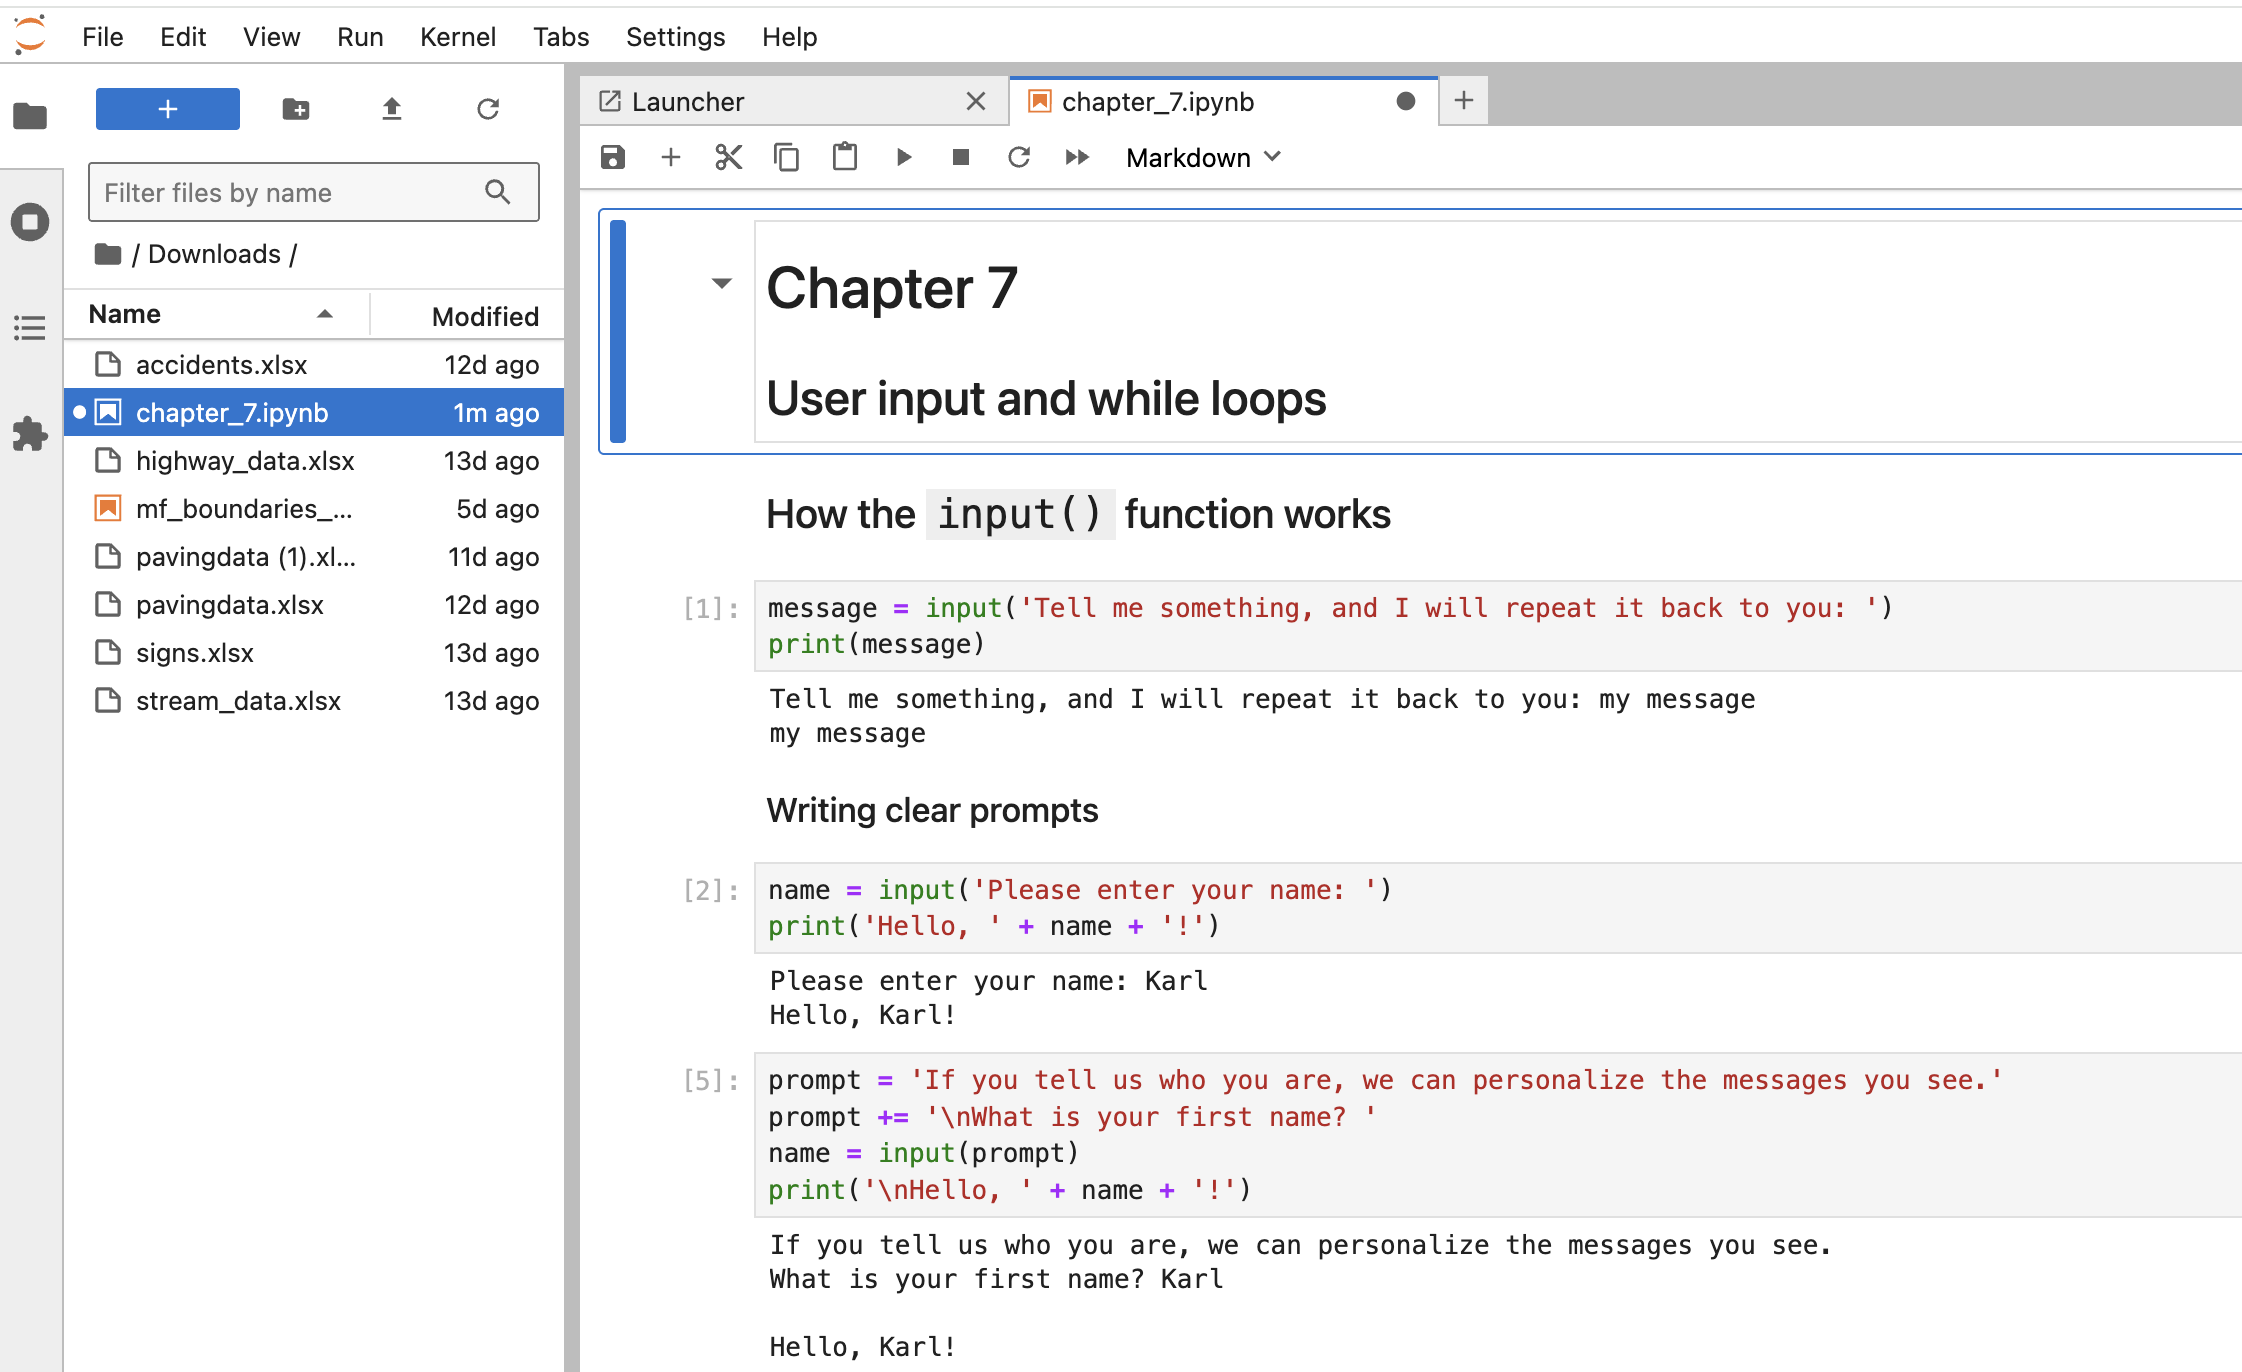 File Edit View Run Kernel Tabs Settings Help
Filter files by name
/ Downloads /
Name Modified
accidents.xlsx 12d ago
chapter_7.ipynb 1m ago
highway_data.xlsx 13d ago
mf_boundaries_... 5d ago
pavingdata (1).xl... 11d ago
pavingdata.xlsx 12d ago
signs.xlsx 13d ago
stream_data.xlsx 13d ago
Launcher
chapter_7.ipynb
Markdown
Chapter 7
User input and while loops
How the input() function works
[1]: message = input('Tell me something, and I will repeat it back to you: ')
print(message)
Tell me something, and I will repeat it back to you: my message
my message
Writing clear prompts
[2]: name = input('Please enter your name: ')
print('Hello, ' + name + '!')
Please enter your name: Karl
Hello, Karl!
[5]: prompt = 'If you tell us who you are, we can personalize the messages you see.'
prompt += '\nWhat is your first name? '
name = input(prompt)
print('\nHello, ' + name + '!')
If you tell us who you are, we can personalize the messages you see.
What is your first name? Karl
Hello, Karl!